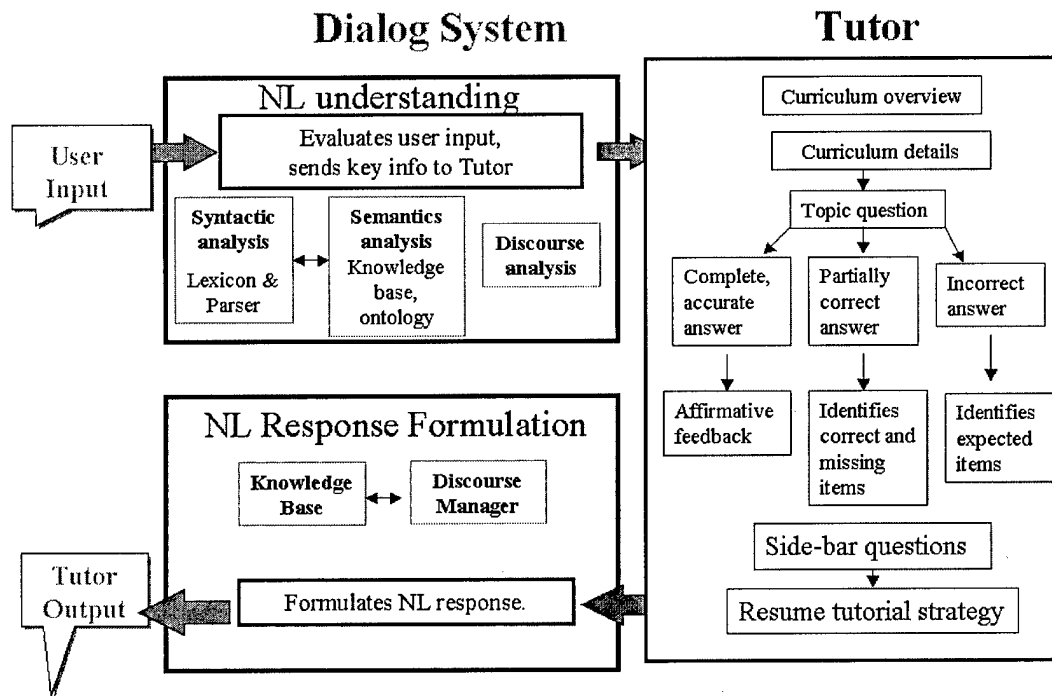 Dialog System
Tutor
User
Input
NL understanding
Evaluates user input,
sends key info to Tutor
Syntactic
analysis
Lexicon &
Parser
Semantics
analysis
Knowledge
base,
ontology
Discourse
analysis
NL Response Formulation
Knowledge
Base
Discourse
Manager
Formulates NL response.
Tutor
Output
Curriculum overview
Curriculum details
Topic question
Complete,
accurate
answer
Partially
correct
answer
Incorrect
answer
Affirmative
feedback
Identifies
correct and
missing
items
Identifies
expected
items
Side-bar questions
Resume tutorial strategy